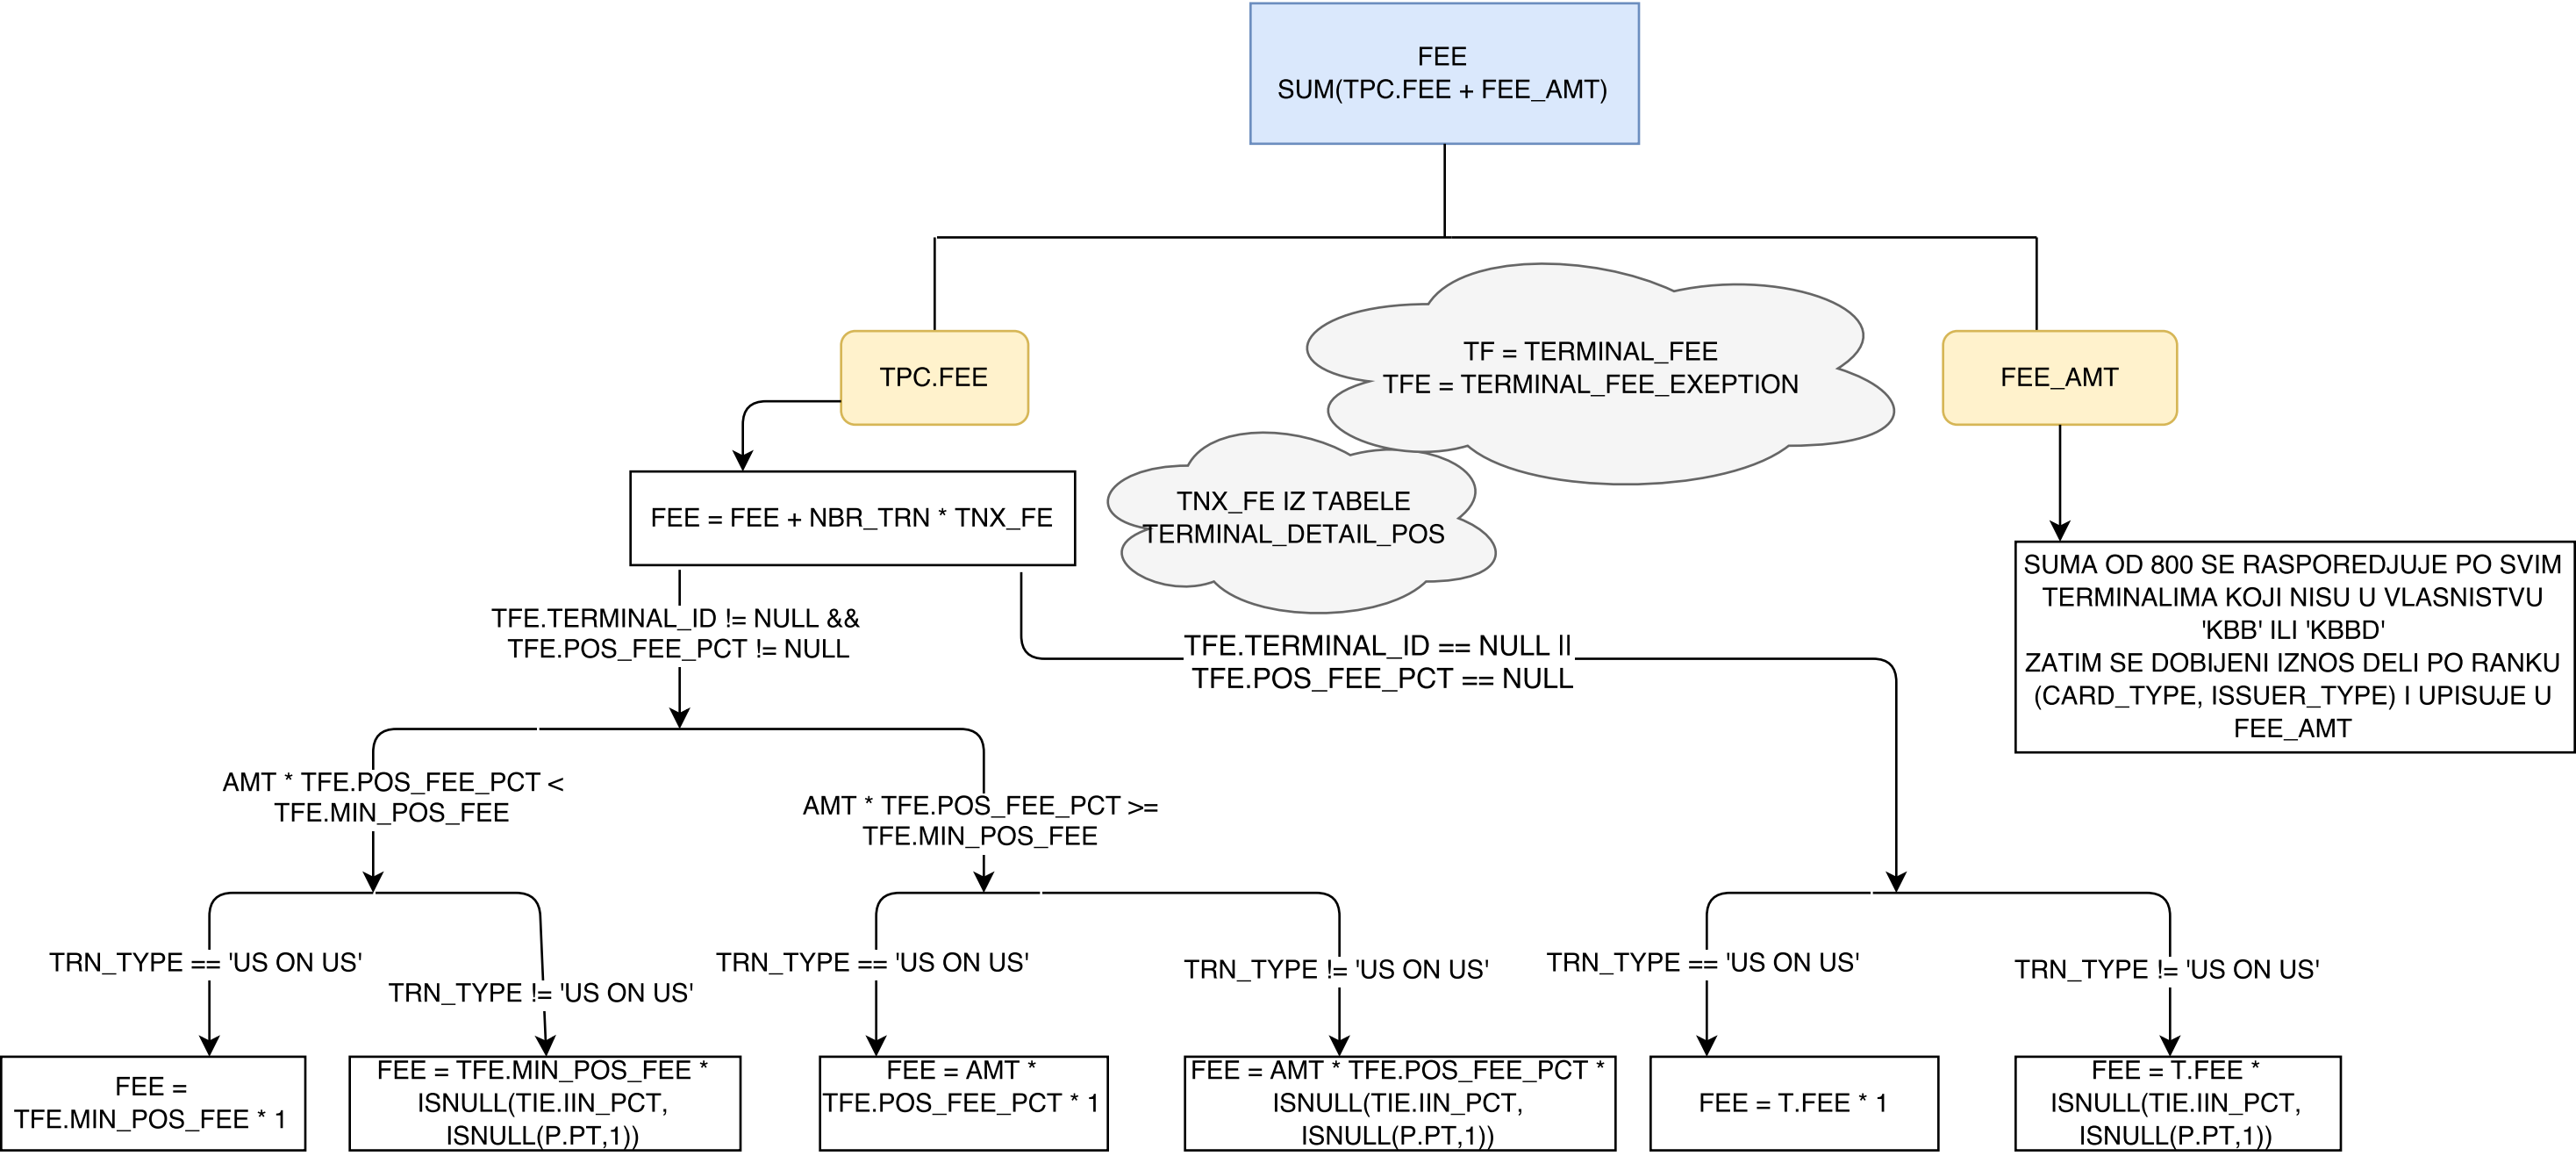 FEE
SUM(TPC.FEE + FEE_AMT)
TF = TERMINAL_FEE
TFE = TERMINAL_FEE_EXEPTION
TPC.FEE
FEE_AMT
TNX_FE IZ TABELE
TERMINAL_DETAIL_POS
FEE = FEE + NBR_TRN * TNX_FE
SUMA OD 800 SE RASPOREDJUJE PO SVIM
TERMINALIMA KOJI NISU U VLASNISTVU
'KBB' ILI 'KBBD'
ZATIM SE DOBIJENI IZNOS DELI PO RANKU
(CARD_TYPE, ISSUER_TYPE) I UPISUJE U
FEE_AMT
TFE.TERMINAL_ID != NULL &&
TFE.POS_FEE_PCT != NULL
TFE.TERMINAL_ID == NULL ||
TFE.POS_FEE_PCT == NULL
AMT * TFE.POS_FEE_PCT <
TFE.MIN_POS_FEE
AMT * TFE.POS_FEE_PCT >=
TFE.MIN_POS_FEE
TRN_TYPE == 'US ON US'
TRN_TYPE != 'US ON US'
TRN_TYPE == 'US ON US'
TRN_TYPE != 'US ON US'
TRN_TYPE == 'US ON US'
TRN_TYPE != 'US ON US'
FEE =
TFE.MIN_POS_FEE * 1
FEE = TFE.MIN_POS_FEE *
ISNULL(TIE.IIN_PCT,
ISNULL(P.PT,1))
FEE = AMT *
TFE.POS_FEE_PCT * 1
FEE = AMT * TFE.POS_FEE_PCT *
ISNULL(TIE.IIN_PCT,
ISNULL(P.PT,1))
FEE = T.FEE * 1
FEE = T.FEE *
ISNULL(TIE.IIN_PCT,
ISNULL(P.PT,1))